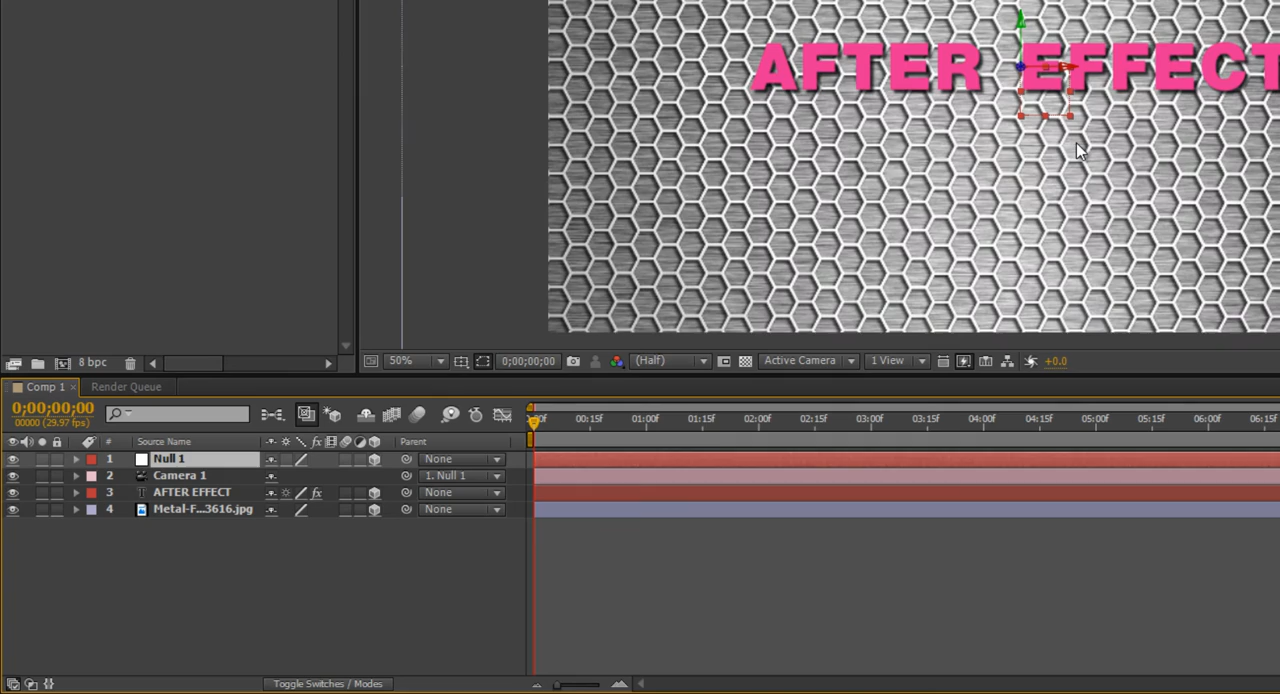 AFTER EFFECT
8 bpc
50%
0;00;00;00
(Half)
Active Camera
1 View
+0.0
Comp 1 ×
Render Queue
0;00;00;00
00000 (29.97 fps)
:00f
00:15f
01:00f
01:15f
02:00f
02:15f
03:00f
03:15f
04:00f
04:15f
05:00f
05:15f
06:00f
06:15f
#
Source Name
fx
Parent
1
Null 1
None
2
Camera 1
1. Null 1
3
T
AFTER EFFECT
fx
None
4
Metal-F...3616.jpg
None
Toggle Switches / Modes